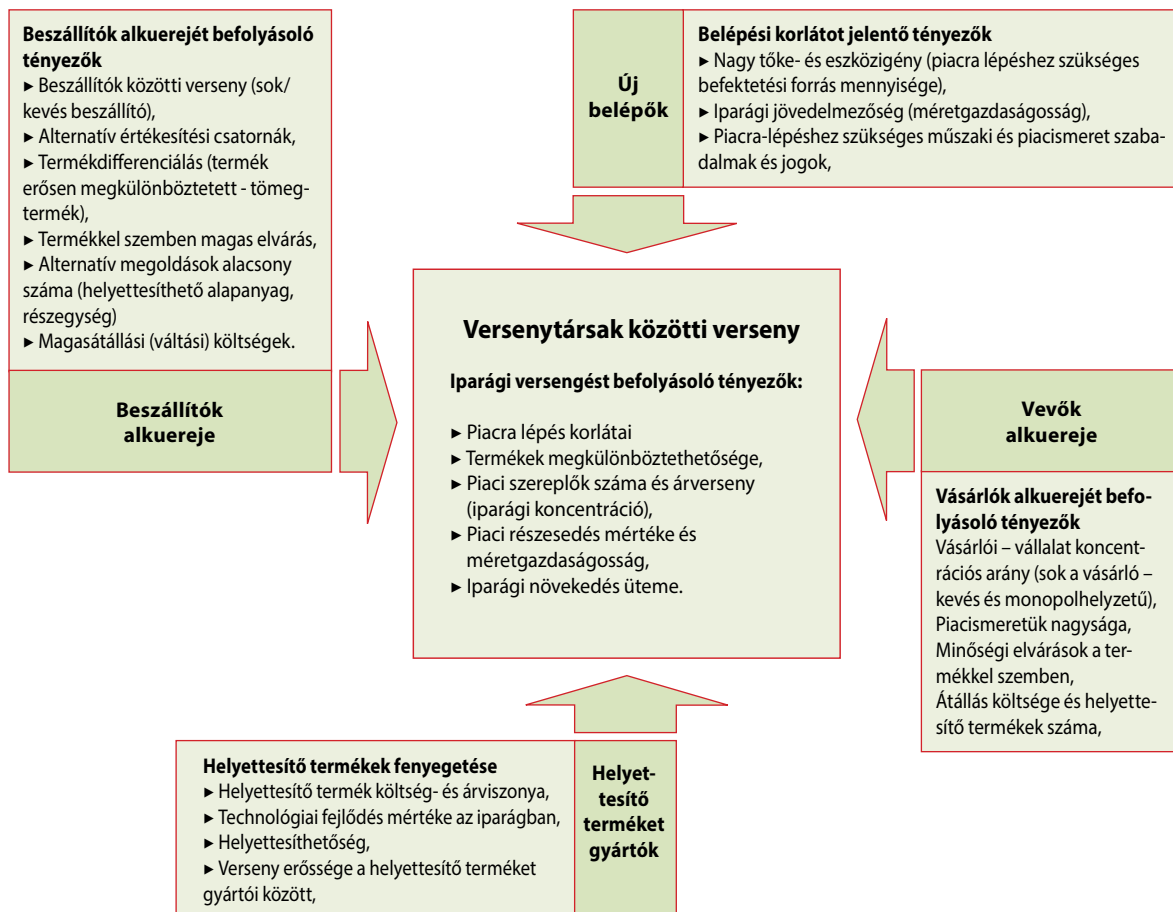 Beszállítók alkuerejét befolyásoló
tényezők
► Beszállítók közötti verseny (sok/
kevés beszállító),
► Alternatív értékesítési csatornák,
► Termékdifferenciálás (termék
erősen megkülönböztetett - tömeg-
termék),
► Termékkel szemben magas elvárás,
► Alternatív megoldások alacsony
száma (helyettesíthető alapanyag,
részegység)
► Magasátállási (váltási) költségek.
Beszállítók
alkuereje
Új
belépők
Belépési korlátot jelentő tényezők
► Nagy tőke- és eszközigény (piacra lépéshez szükséges
befektetési forrás mennyisége),
► Iparági jövedelmezőség (méretgazdaságosság),
► Piacra-lépéshez szükséges műszaki és piacismeret szaba-
dalmak és jogok,
Versenytársak közötti verseny
Iparági versengést befolyásoló tényezők:
► Piacra lépés korlátai
► Termékek megkülönböztethetősége,
► Piaci szereplők száma és árverseny
(iparági koncentráció),
► Piaci részesedés mértéke és
méretgazdaságosság,
► Iparági növekedés üteme.
Vevők
alkuereje
Vásárlók alkuerejét befo-
lyásoló tényezők
Vásárlói – vállalat koncent-
rációs arány (sok a vásárló –
kevés és monopolhelyzetű),
Piacismeretük nagysága,
Minőségi elvárások a ter-
mékkel szemben,
Átállás költsége és helyette-
sítő termékek száma,
Helyettesítő termékek fenyegetése
► Helyettesítő termék költség- és árviszonya,
► Technológiai fejlődés mértéke az iparágban,
► Helyettesíthetőség,
► Verseny erőssége a helyettesítő terméket
gyártói között,
Helyet-
tesítő
terméket
gyártók